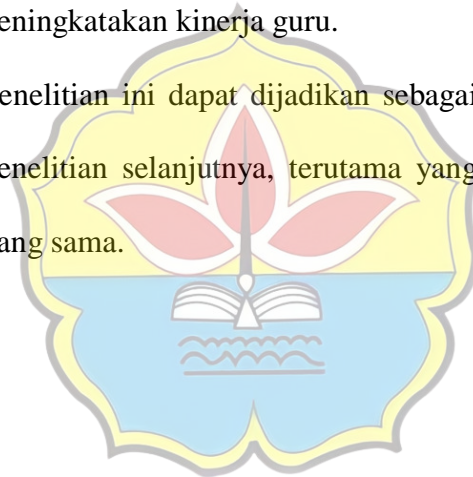 eningkatakan kinerja guru.
enelitian ini dapat dijadikan sebagai
enelitian selanjutnya, terutama yang
ang sama.